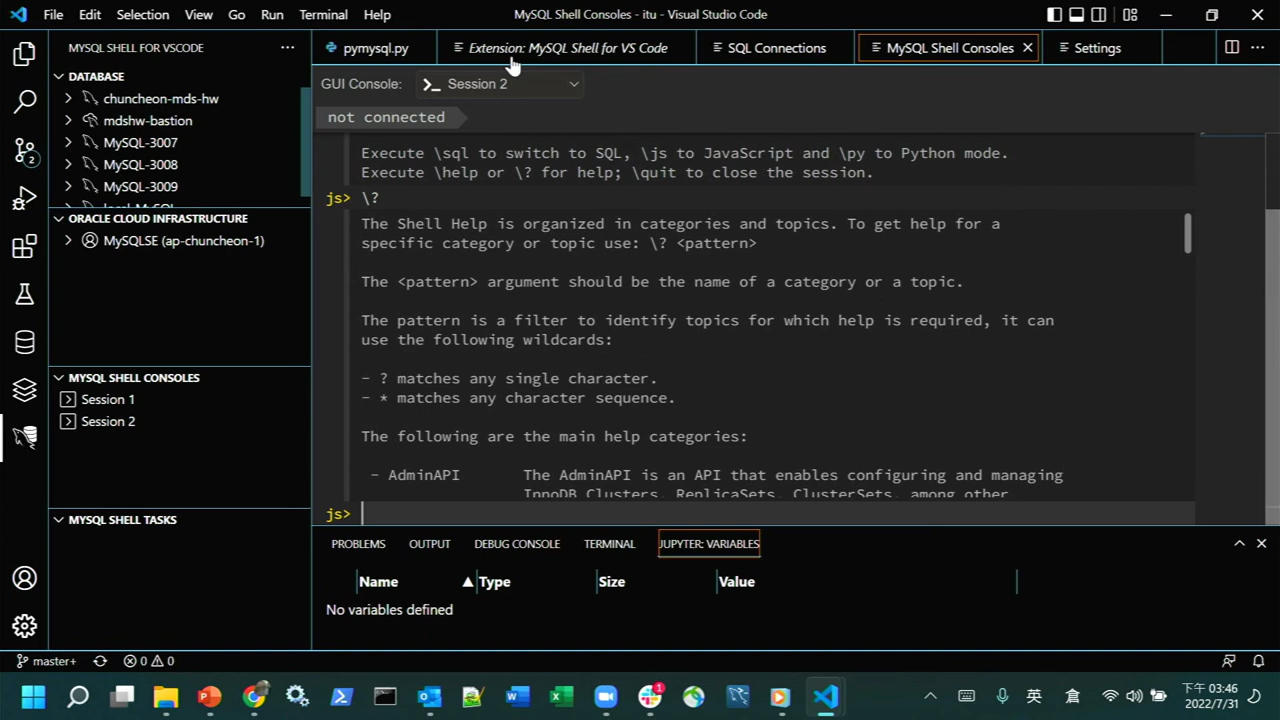 File Edit Selection View Go Run Terminal Help MySQL Shell Consoles - itu - Visual Studio Code
MYSQL SHELL FOR VSCODE
pymysql.py Extension: MySQL Shell for VS Code SQL Connections MySQL Shell Consoles Settings
DATABASE
chuncheon-mds-hw
mdshw-bastion
MySQL-3007
MySQL-3008
MySQL-3009
local-MySQL
ORACLE CLOUD INFRASTRUCTURE
MySQLSE (ap-chuncheon-1)
MYSQL SHELL CONSOLES
Session 1
Session 2
MYSQL SHELL TASKS
GUI Console: Session 2
not connected
Execute \sql to switch to SQL, \js to JavaScript and \py to Python mode.
Execute \help or \? for help; \quit to close the session.
js> \?
The Shell Help is organized in categories and topics. To get help for a
specific category or topic use: \? <pattern>
The <pattern> argument should be the name of a category or a topic.
The pattern is a filter to identify topics for which help is required, it can
use the following wildcards:
- ? matches any single character.
- * matches any character sequence.
The following are the main help categories:
- AdminAPI The AdminAPI is an API that enables configuring and managing
InnoDB Clusters, ReplicaSets, ClusterSets, among other
js>
PROBLEMS OUTPUT DEBUG CONSOLE TERMINAL JUPYTER: VARIABLES
Name Type Size Value
No variables defined
master+ 0 0
英 倉 下午 03:46
2022/7/31